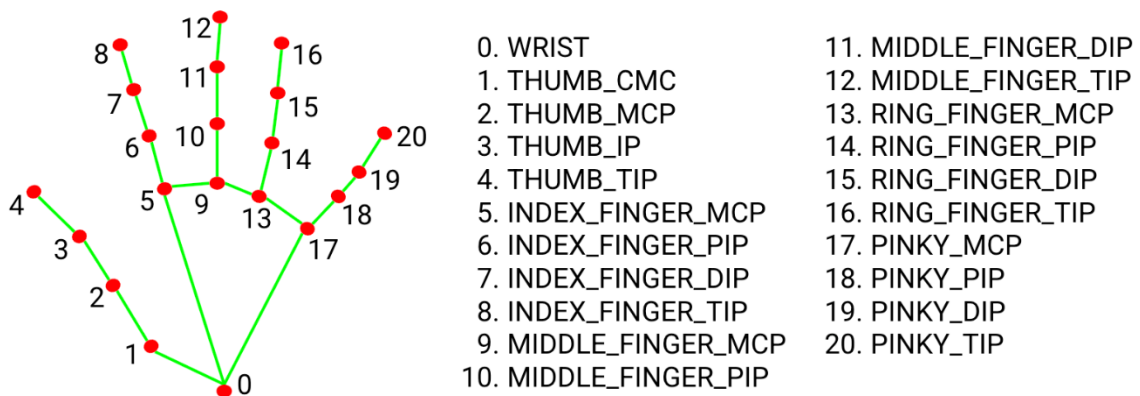 12
8
16
11
7
15
20
10
6
14
19
4
5
9
13
18
3
17
2
1
0
0. WRIST
1. THUMB_CMC
2. THUMB_MCP
3. THUMB_IP
4. THUMB_TIP
5. INDEX_FINGER_MCP
6. INDEX_FINGER_PIP
7. INDEX_FINGER_DIP
8. INDEX_FINGER_TIP
9. MIDDLE_FINGER_MCP
10. MIDDLE_FINGER_PIP
11. MIDDLE_FINGER_DIP
12. MIDDLE_FINGER_TIP
13. RING_FINGER_MCP
14. RING_FINGER_PIP
15. RING_FINGER_DIP
16. RING_FINGER_TIP
17. PINKY_MCP
18. PINKY_PIP
19. PINKY_DIP
20. PINKY_TIP